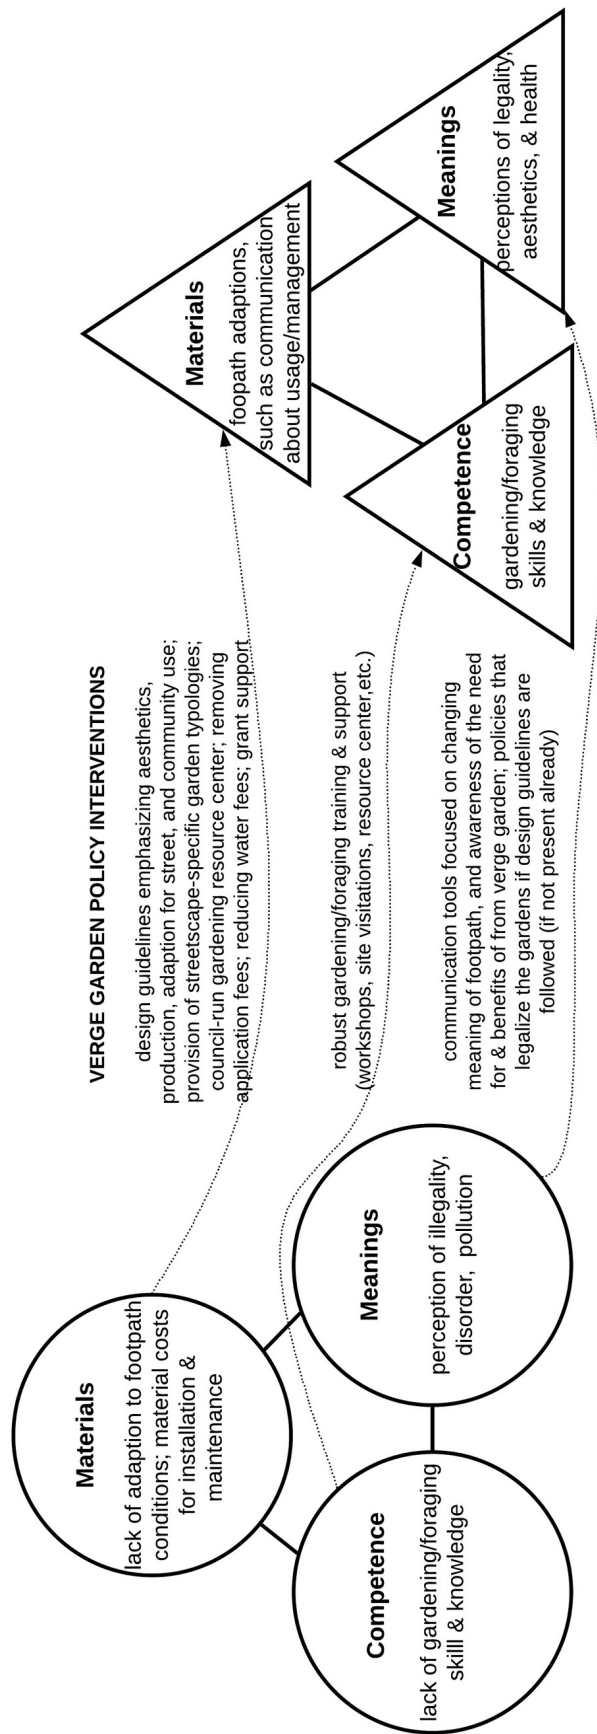 Materials
lack of adaption to footpath
conditions; material costs
for installation &
maintenance
Competence
lack of gardening/foraging
skilll & knowledge
Meanings
perception of illegality,
disorder, pollution
VERGE GARDEN POLICY INTERVENTIONS
design guidelines emphasizing aesthetics,
production, adaption for street, and community use;
provision of streetscape-specific garden typologies;
council-run gardening resource center; removing
application fees; reducing water fees; grant support
robust gardening/foraging training & support
(workshops, site visitations, resource center,etc.)
communication tools focused on changing
meaning of footpath, and awareness of the need
for & benefits of from verge garden; policies that
legalize the gardens if design guidelines are
followed (if not present already)
Materials
foopath adaptions,
such as communication
about usage/management
Competence
gardening/foraging
skills & knowledge
Meanings
perceptions of legality,
aesthetics, & health